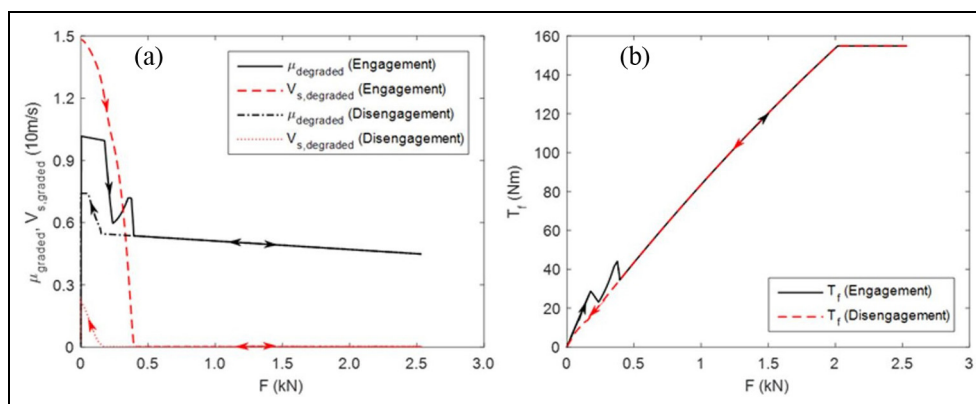 (a)
μdegraded (Engagement)
Vs,degraded (Engagement)
μdegraded (Disengagement)
Vs,degraded (Disengagement)
μgraded, Vs,graded (10m/s)
1.5
1.2
0.9
0.6
0.3
0
0 0.5 1.0 1.5 2.0 2.5 3.0
F (kN)
(b)
Tf (Nm)
160
140
120
100
80
60
40
20
0
Tf (Engagement)
Tf (Disengagement)
0 0.5 1.0 1.5 2.0 2.5 3.0
F (kN)